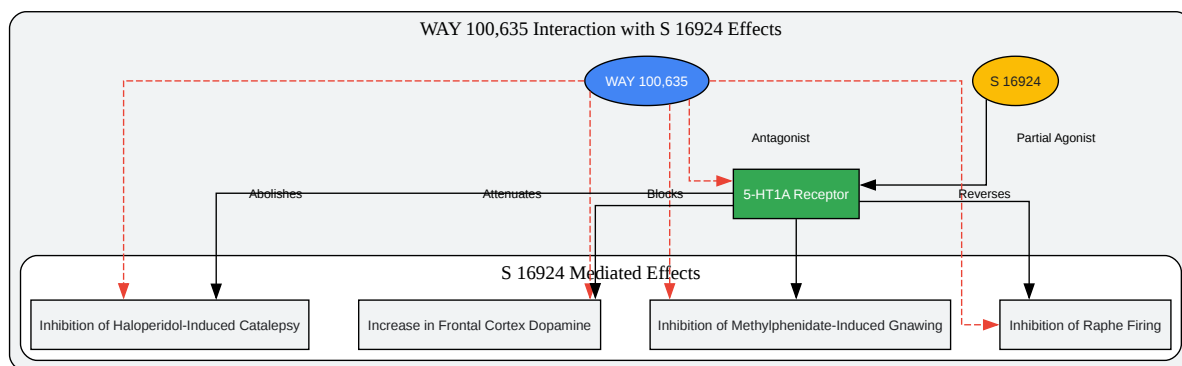 WAY 100,635 Interaction with S 16924 Effects
WAY 100,635
S 16924
Antagonist
Partial Agonist
Abolishes
Attenuates
Blocks
5-HT1A Receptor
Reverses
S 16924 Mediated Effects
Inhibition of Haloperidol-Induced Catalepsy
Increase in Frontal Cortex Dopamine
Inhibition of Methylphenidate-Induced Gnawing
Inhibition of Raphe Firing